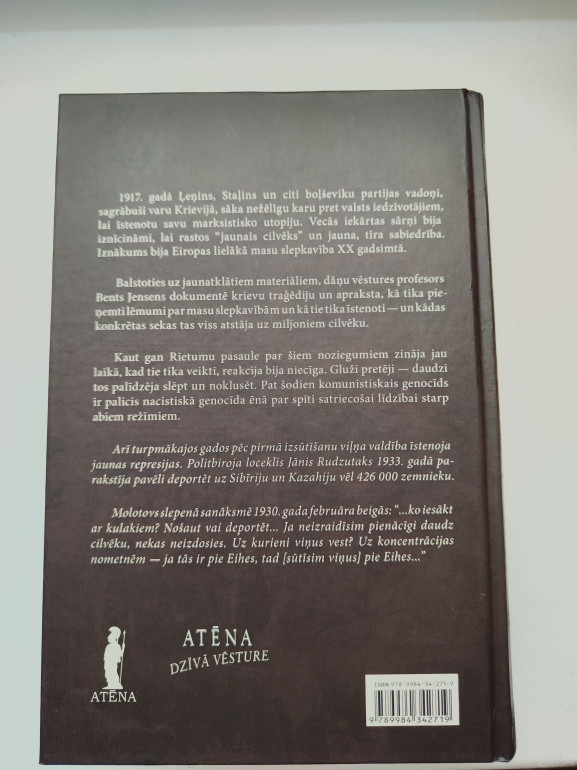 1917. gadā Ļeņins, Staļins un citi boļševiku partijas vadoņi,
sagrābuši varu Krievijā, sāka nežēlīgu karu pret valsts iedzīvotājiem,
lai īstenotu savu marksistisko utopiju. Vecās iekārtas sārņi bija
iznīcināmi, lai rastos “jaunais cilvēks” un jauna, tīra sabiedrība.
Iznākums bija Eiropas lielākā masu slepkavība XX gadsimtā.
Balstoties uz jaunatklātiem materiāliem, dāņu vēstures profesors
Bents Jensens dokumentē krievu traģēdiju un apraksta, kā tika pie-
ņemti lēmumi par masu slepkavībām un kā tie tika īstenoti — un kādas
konkrētas sekas tas viss atstāja uz miljoniem cilvēku.
Kaut gan Rietumu pasaule par šiem noziegumiem zināja jau
laikā, kad tie tika veikti, reakcija bija niecīga. Gluži pretēji — daudzi
tos palīdzēja slēpt un noklusēt. Pat šodien komunistiskais genocīds
ir palicis nacistiskā genocīda ēnā par spīti satriecošai līdzībai starp
abiem režīmiem.
Arī turpmākajos gados pēc pirmā izsūtīšanu viļņa valdība īstenoja
jaunas represijas. Politbiroja loceklis Jānis Rudzutaks 1933. gadā pa-
rakstīja pavēli deportēt uz Sibīriju un Kazahiju vēl 426 000 zemnieku.
Molotovs slepenā sanāksmē 1930. gada februāra beigās: “...ko iesākt
ar kulakiem? Nošaut vai deportēt... Ja neizraidīsim pienācīgi daudz
cilvēku, nekas neizdosies. Uz kurieni viņus vest? Uz koncentrācijas
nometnēm — ja tās ir pie Eihes, tad [sūtīsim viņus] pie Eihes...”
ATĒNA
DZĪVĀ VĒSTURE
ATĒNA
ISBN 978-9984-34-271-9
9 789984 342719